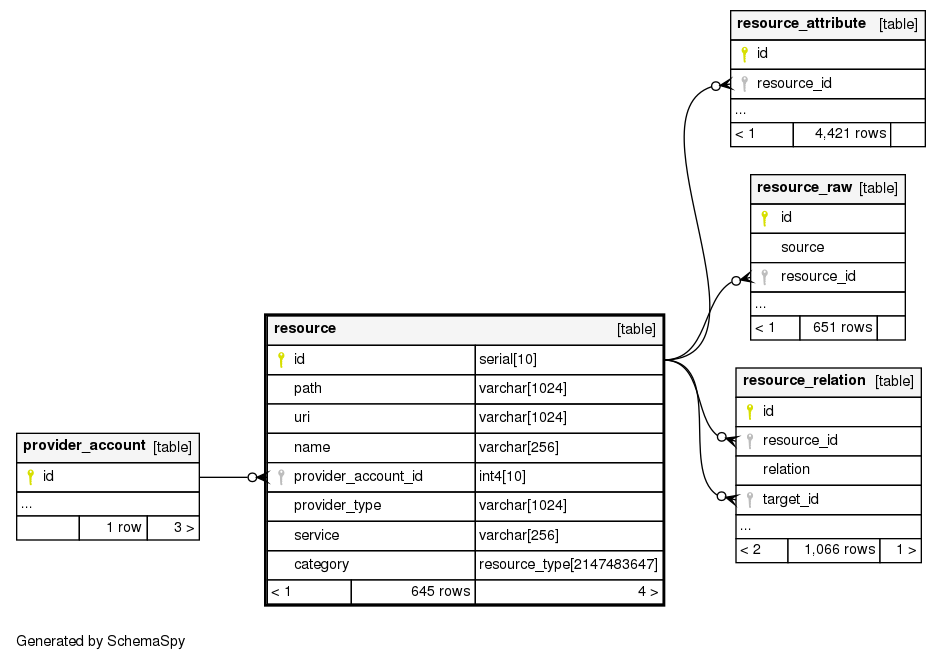 resource_attribute [table]
id
resource_id
...
< 1 4,421 rows
resource_raw [table]
id
source
resource_id
...
< 1 651 rows
resource [table]
id serial[10]
path varchar[1024]
uri varchar[1024]
name varchar[256]
provider_account_id int4[10]
provider_type varchar[1024]
service varchar[256]
category resource_type[2147483647]
< 1 645 rows 4 >
resource_relation [table]
id
resource_id
relation
target_id
...
< 2 1,066 rows 1 >
provider_account [table]
id
...
1 row 3 >
Generated by SchemaSpy